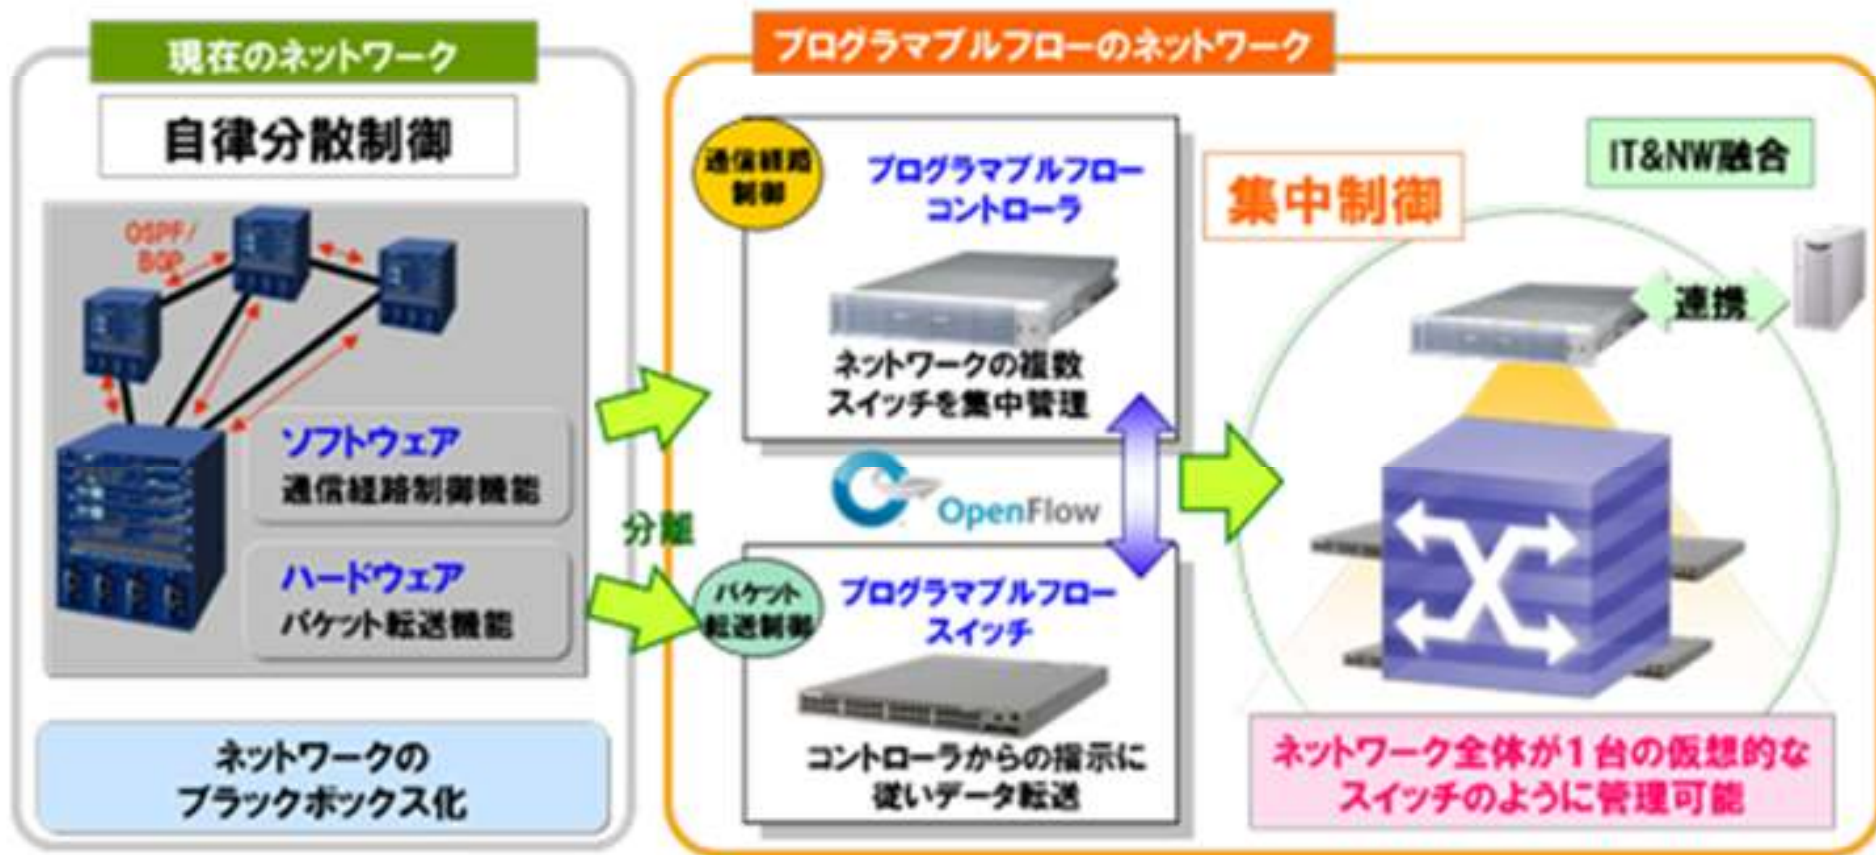 現在のネットワーク
自律分散制御
OSPF/
BGP
ソフトウェア
通信経路制御機能
ハードウェア
パケット転送機能
ネットワークの
ブラックボックス化
分離
プログラマブルフローのネットワーク
通信経路
制御
プログラマブルフロー
コントローラ
ネットワークの複数
スイッチを集中管理
OpenFlow
パケット
転送制御
プログラマブルフロー
スイッチ
コントローラからの指示に
従いデータ転送
集中制御
IT&NW融合
連携
ネットワーク全体が1台の仮想的な
スイッチのように管理可能